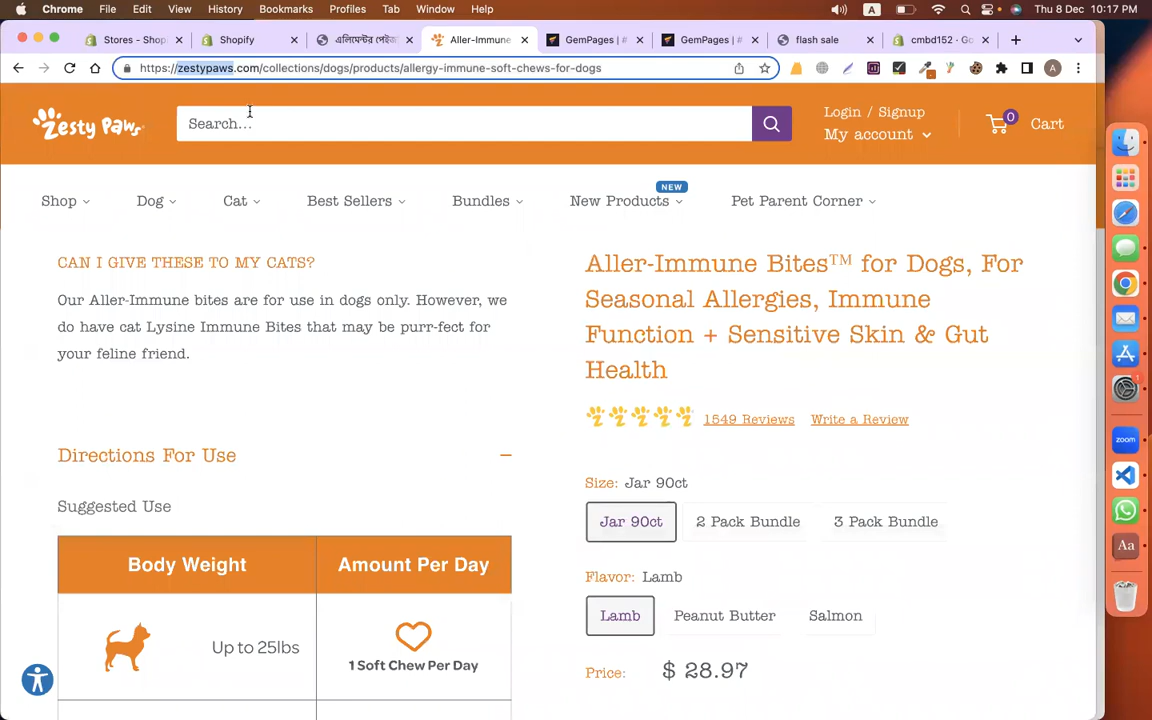 Chrome File Edit View History Bookmarks Profiles Tab Window Help A Thu 8 Dec 10:17 PM
Stores - Shop Shopify এলিমেন্টর পেইজ Aller-Immune GemPages | # GemPages | # flash sale cmbd152 - Go
https://zestypaws.com/collections/dogs/products/allergy-immune-soft-chews-for-dogs A
Zesty Paws
Search...
Login / Signup
My account
0 Cart
NEW
Shop Dog Cat Best Sellers Bundles New Products Pet Parent Corner
CAN I GIVE THESE TO MY CATS?
Our Aller-Immune bites are for use in dogs only. However, we
do have cat Lysine Immune Bites that may be purr-fect for
your feline friend.
Directions For Use
Suggested Use
Body Weight Amount Per Day
Up to 25lbs
1 Soft Chew Per Day
Aller-Immune Bites™ for Dogs, For
Seasonal Allergies, Immune
Function + Sensitive Skin & Gut
Health
1549 Reviews Write a Review
Size: Jar 90ct
Jar 90ct 2 Pack Bundle 3 Pack Bundle
Flavor: Lamb
Lamb Peanut Butter Salmon
Price: $ 28.97
zoom
Aa